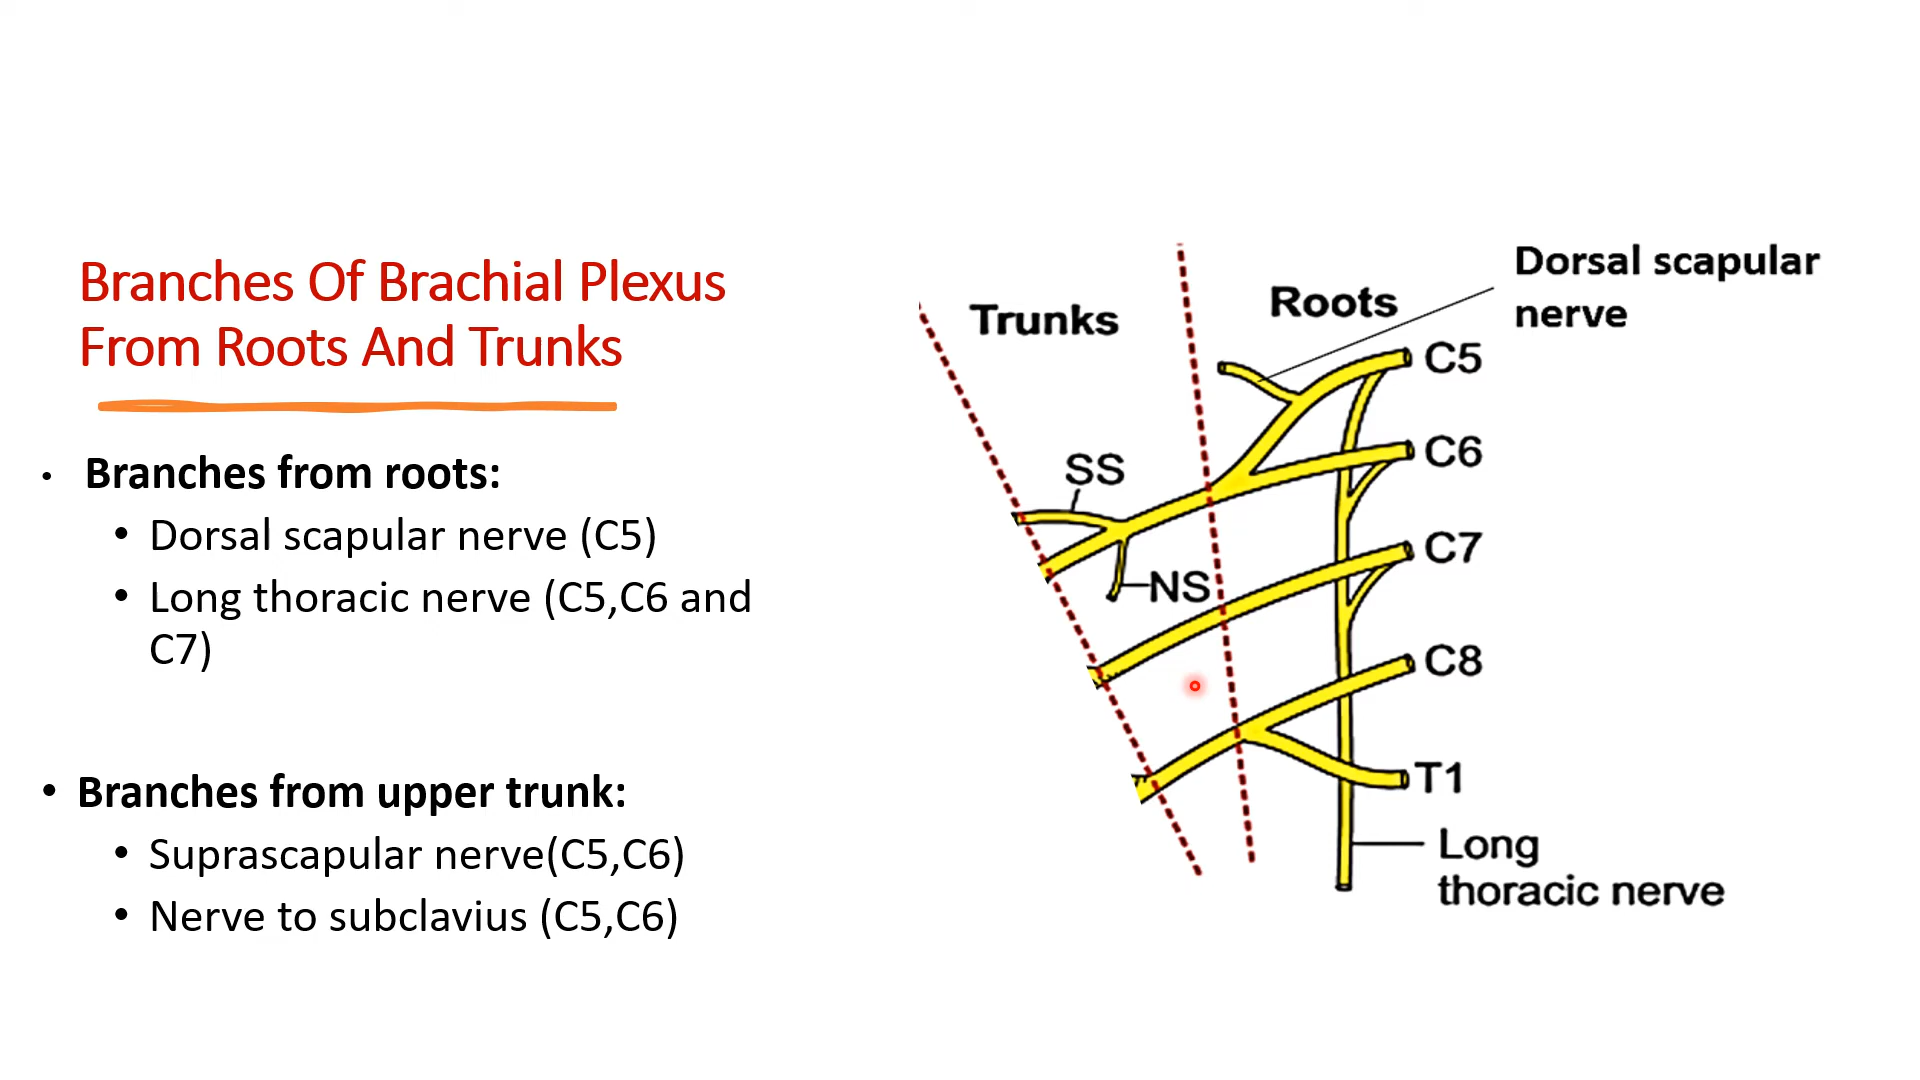 Branches Of Brachial Plexus
From Roots And Trunks
• Branches from roots:
• Dorsal scapular nerve (C5)
• Long thoracic nerve (C5,C6 and
C7)
• Branches from upper trunk:
• Suprascapular nerve(C5,C6)
• Nerve to subclavius (C5,C6)
Trunks
Roots
Dorsal scapular
nerve
C5
C6
SS
C7
NS
C8
T1
Long
thoracic nerve